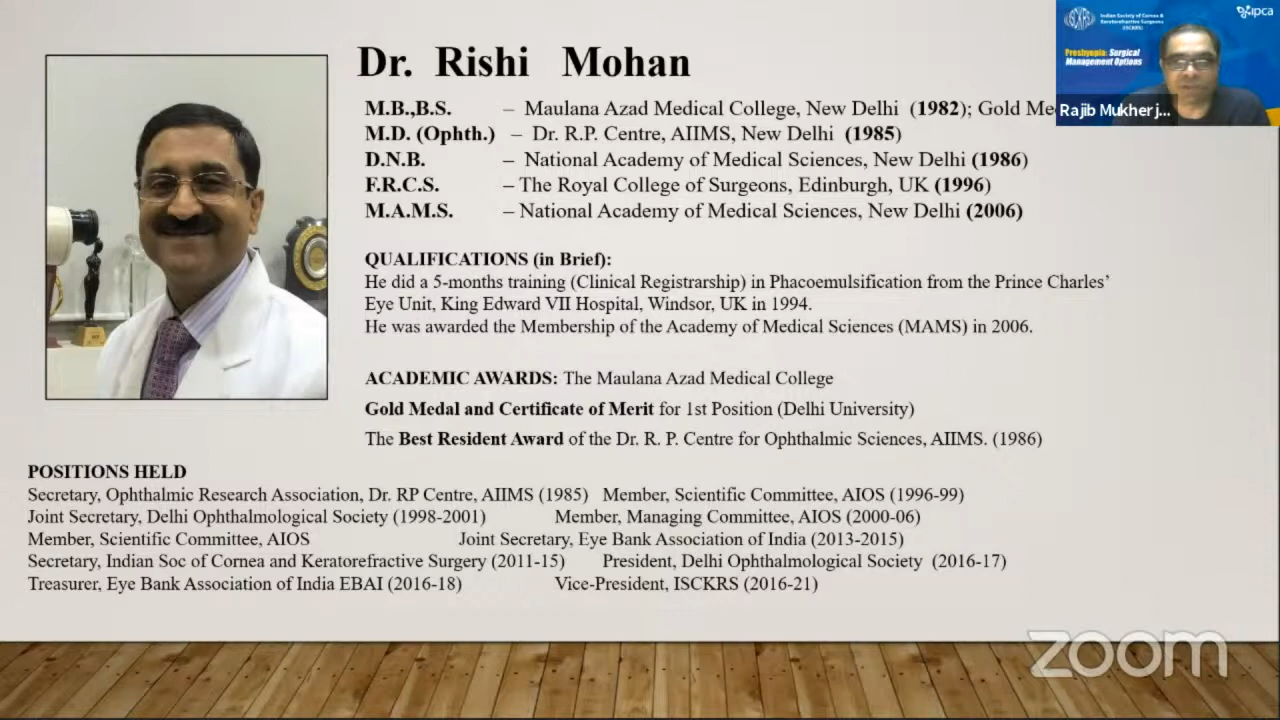 Dr. Rishi Mohan
M.B.,B.S. – Maulana Azad Medical College, New Delhi (1982); Gold Me
M.D. (Ophth.) – Dr. R.P. Centre, AIIMS, New Delhi (1985)
D.N.B. – National Academy of Medical Sciences, New Delhi (1986)
F.R.C.S. – The Royal College of Surgeons, Edinburgh, UK (1996)
M.A.M.S. – National Academy of Medical Sciences, New Delhi (2006)
QUALIFICATIONS (in Brief):
He did a 5-months training (Clinical Registrarship) in Phacoemulsification from the Prince Charles'
Eye Unit, King Edward VII Hospital, Windsor, UK in 1994.
He was awarded the Membership of the Academy of Medical Sciences (MAMS) in 2006.
ACADEMIC AWARDS: The Maulana Azad Medical College
Gold Medal and Certificate of Merit for 1st Position (Delhi University)
The Best Resident Award of the Dr. R. P. Centre for Ophthalmic Sciences, AIIMS. (1986)
POSITIONS HELD
Secretary, Ophthalmic Research Association, Dr. RP Centre, AIIMS (1985) Member, Scientific Committee, AIOS (1996-99)
Joint Secretary, Delhi Ophthalmological Society (1998-2001) Member, Managing Committee, AIOS (2000-06)
Member, Scientific Committee, AIOS Joint Secretary, Eye Bank Association of India (2013-2015)
Secretary, Indian Soc of Cornea and Keratorefractive Surgery (2011-15) President, Delhi Ophthalmological Society (2016-17)
Treasurer, Eye Bank Association of India EBAI (2016-18) Vice-President, ISCKRS (2016-21)
ISCKRS
Indian Society of Cornea &
Keratorefractive Surgeons
(ISCKRS)
ipca
Presbyopia: Surgical
Management Options
Rajib Mukherj...
zoom